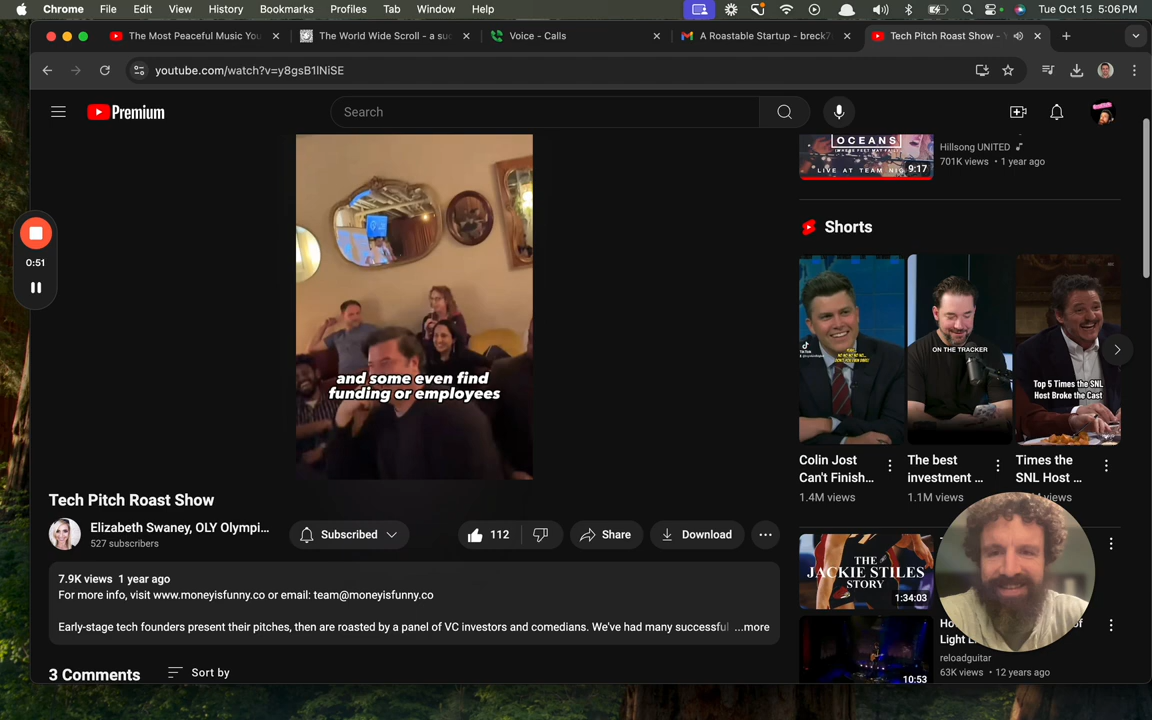 Chrome File Edit View History Bookmarks Profiles Tab Window Help Tue Oct 15 5:06 PM
The Most Peaceful Music You
The World Wide Scroll - a suc
Voice - Calls
A Roastable Startup - breck7
Tech Pitch Roast Show -
youtube.com/watch?v=y8gsB1lNiSE
Premium
Search
OCEANS
LIVE AT TEAM NIG
9:17
Hillsong UNITED
701K views • 1 year ago
Shorts
0:51
and some even find
funding or employees
ON THE TRACKER
Top 5 Times the SNL
Host Broke the Cast
Colin Jost
Can't Finish...
1.4M views
The best
investment ...
1.1M views
Times the
SNL Host ...
views
Tech Pitch Roast Show
Elizabeth Swaney, OLY Olympi...
527 subscribers
Subscribed
112
Share
Download
7.9K views 1 year ago
For more info, visit www.moneyisfunny.co or email: team@moneyisfunny.co
Early-stage tech founders present their pitches, then are roasted by a panel of VC investors and comedians. We've had many successful ...more
3 Comments
Sort by
THE
JACKIE STILES
STORY
1:34:03
of
Light
reloadguitar
63K views • 12 years ago
10:53